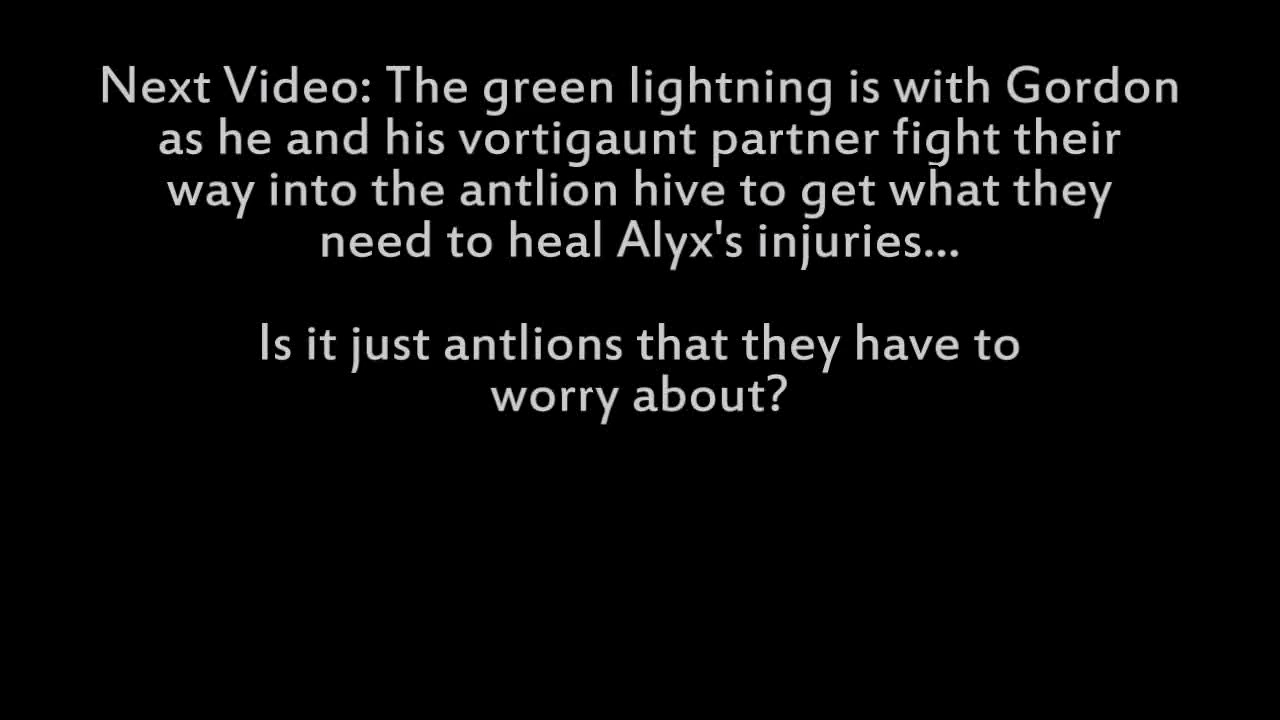 Next Video: The green lightning is with Gordon
as he and his vortigaunt partner fight their
way into the antlion hive to get what they
need to heal Alyx's injuries...
Is it just antlions that they have to
worry about?